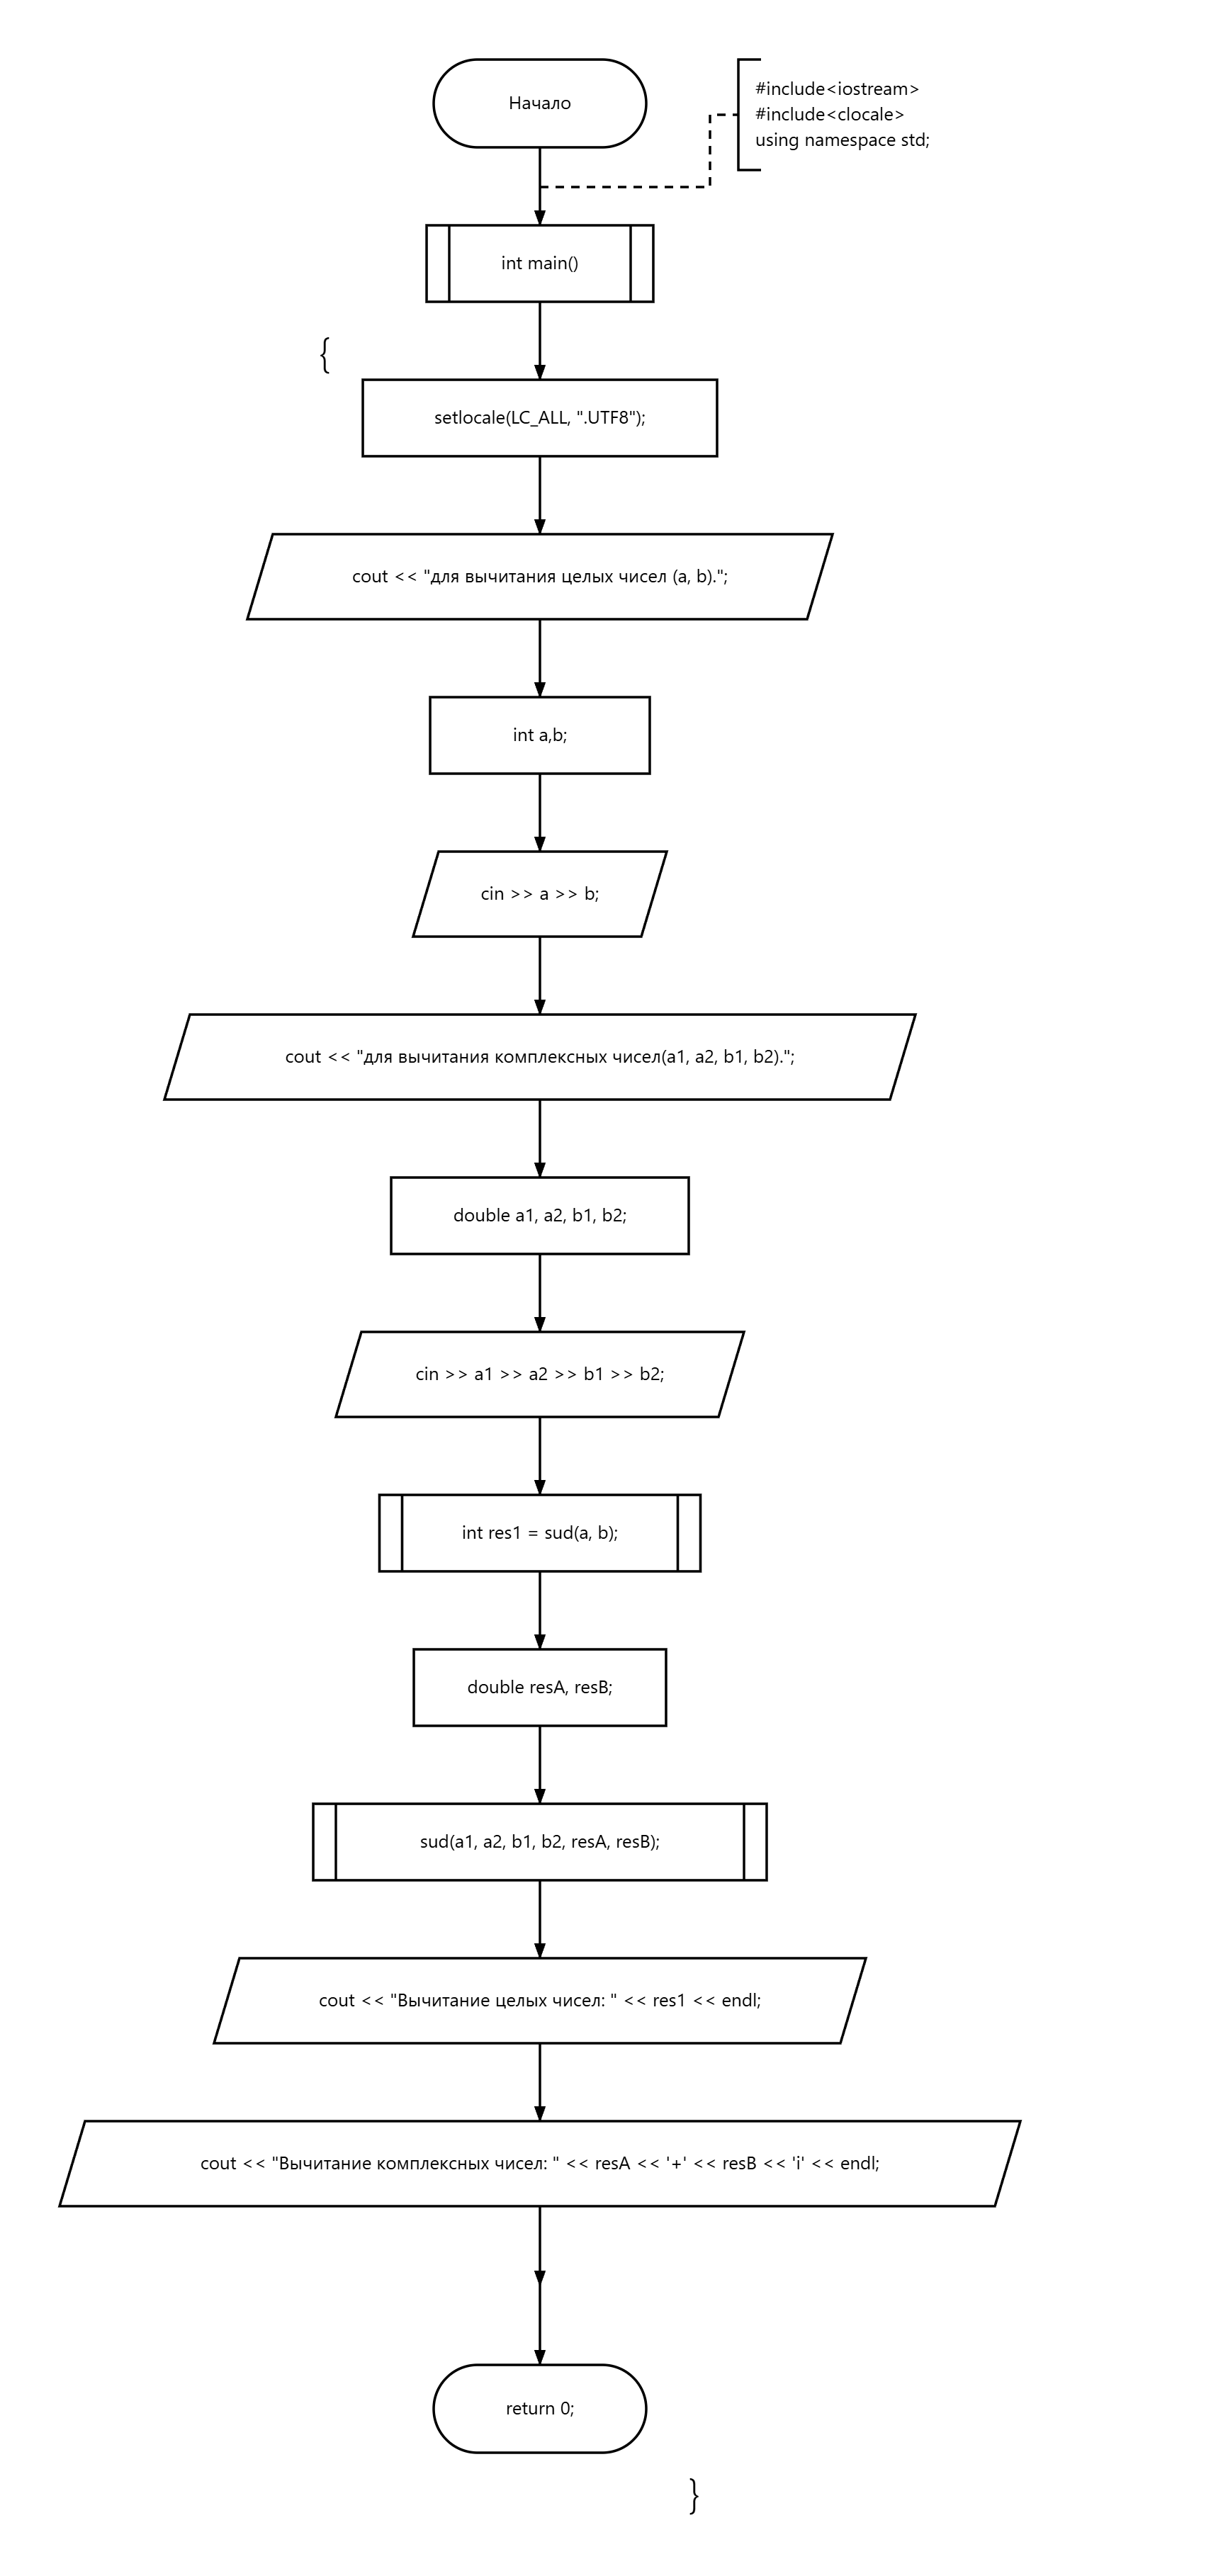 Начало
#include<iostream>
#include<clocale>
using namespace std;
int main()
{
setlocale(LC_ALL, ".UTF8");
cout << "для вычитания целых чисел (a, b).";
int a,b;
cin >> a >> b;
cout << "для вычитания комплексных чисел(a1, a2, b1, b2).";
double a1, a2, b1, b2;
cin >> a1 >> a2 >> b1 >> b2;
int res1 = sud(a, b);
double resA, resB;
sud(a1, a2, b1, b2, resA, resB);
cout << "Вычитание целых чисел: " << res1 << endl;
cout << "Вычитание комплексных чисел: " << resA << '+' << resB << 'i' << endl;
return 0;
}